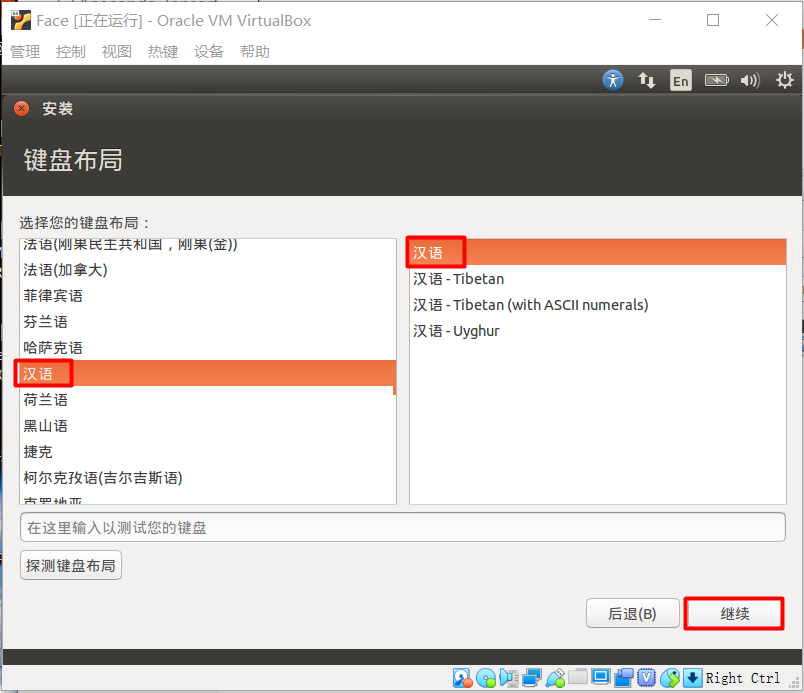 Face [正在运行] - Oracle VM VirtualBox
管理 控制 视图 热键 设备 帮助
En
安装
键盘布局
选择您的键盘布局：
法语(刚果民主共和国，刚果(金))
法语(加拿大)
菲律宾语
芬兰语
哈萨克语
汉语
荷兰语
黑山语
捷克
柯尔克孜语(吉尔吉斯语)
克罗地亚
汉语
汉语 - Tibetan
汉语 - Tibetan (with ASCII numerals)
汉语 - Uyghur
在这里输入以测试您的键盘
探测键盘布局
后退(B) 继续
Right Ctrl